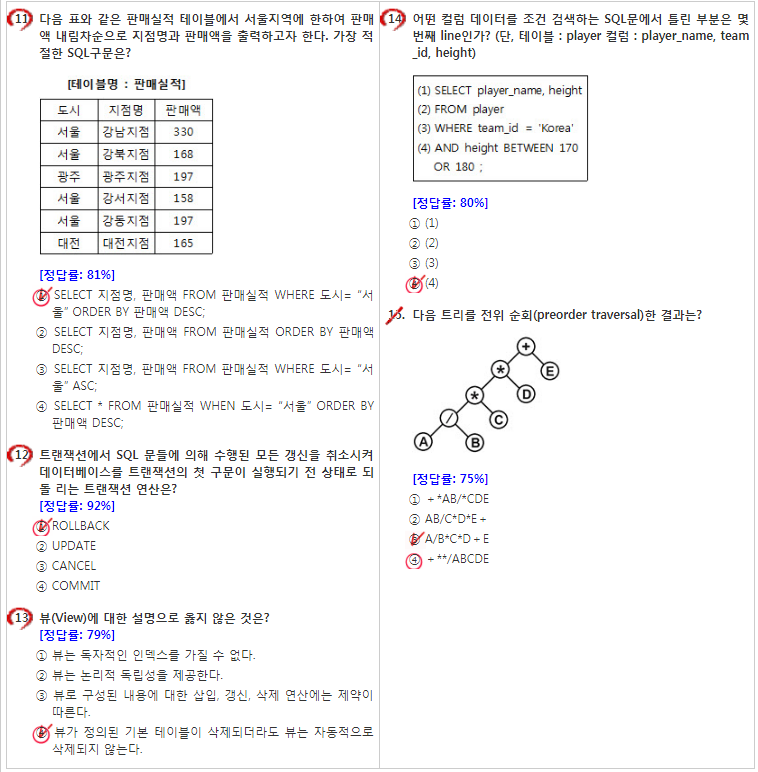 11. 다음 표와 같은 판매실적 테이블에서 서울지역에 한하여 판매
액 내림차순으로 지점명과 판매액을 출력하고자 한다. 가장 적
절한 SQL구문은?
[테이블명 : 판매실적]
도시 지점명 판매액
서울 강남지점 330
서울 강북지점 168
광주 광주지점 197
서울 강서지점 158
서울 강동지점 197
대전 대전지점 165
[정답률: 81%]
① SELECT 지점명, 판매액 FROM 판매실적 WHERE 도시= “서
울” ORDER BY 판매액 DESC;
② SELECT 지점명, 판매액 FROM 판매실적 ORDER BY 판매액
DESC;
③ SELECT 지점명, 판매액 FROM 판매실적 WHERE 도시= “서
울” ASC;
④ SELECT * FROM 판매실적 WHEN 도시= “서울” ORDER BY
판매액 DESC;
12. 트랜잭션에서 SQL 문들에 의해 수행된 모든 갱신을 취소시켜
데이터베이스를 트랜잭션의 첫 구문이 실행되기 전 상태로 되
돌 리는 트랜잭션 연산은?
[정답률: 92%]
① ROLLBACK
② UPDATE
③ CANCEL
④ COMMIT
13. 뷰(View)에 대한 설명으로 옳지 않은 것은?
[정답률: 79%]
① 뷰는 독자적인 인덱스를 가질 수 없다.
② 뷰는 논리적 독립성을 제공한다.
③ 뷰로 구성된 내용에 대한 삽입, 갱신, 삭제 연산에는 제약이
따른다.
④ 뷰가 정의된 기본 테이블이 삭제되더라도 뷰는 자동적으로
삭제되지 않는다.
14. 어떤 컬럼 데이터를 조건 검색하는 SQL문에서 틀린 부분은 몇
번째 line인가? (단, 테이블 : player 컬럼 : player_name, team
_id, height)
(1) SELECT player_name, height
(2) FROM player
(3) WHERE team_id = 'Korea'
(4) AND height BETWEEN 170
OR 180 ;
[정답률: 80%]
① (1)
② (2)
③ (3)
④ (4)
15. 다음 트리를 전위 순회(preorder traversal)한 결과는?
+
* E
* D
/ C
A B
[정답률: 75%]
① +*AB/*CDE
② AB/C*D*E+
③ A/B*C*D+E
④ +**/ABCDE